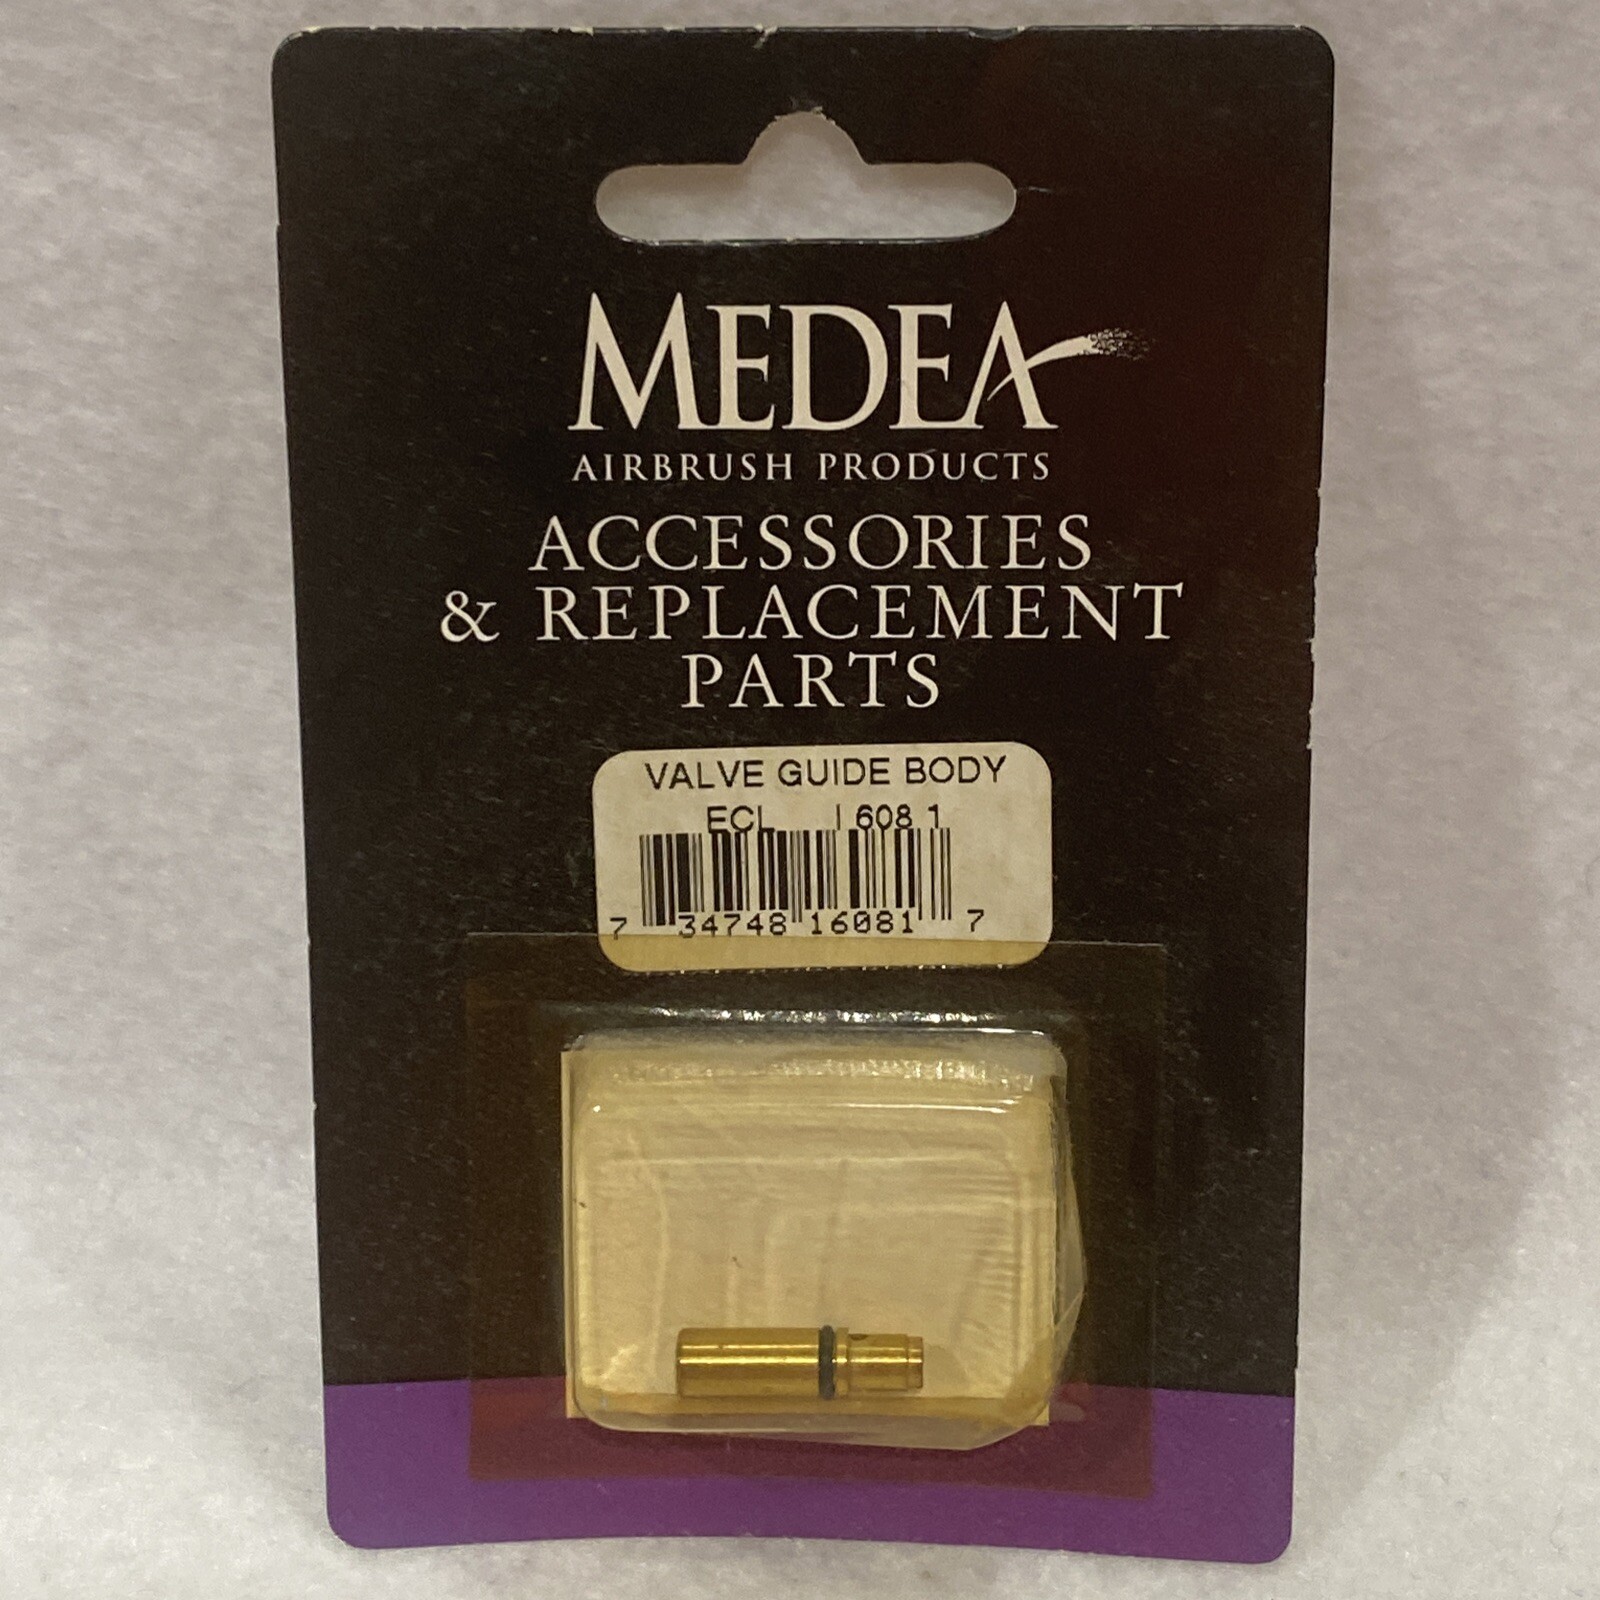 MEDEA
AIRBRUSH PRODUCTS
ACCESSORIES
& REPLACEMENT
PARTS
VALVE GUIDE BODY
ECL I 608 1
7 34748 16081 7